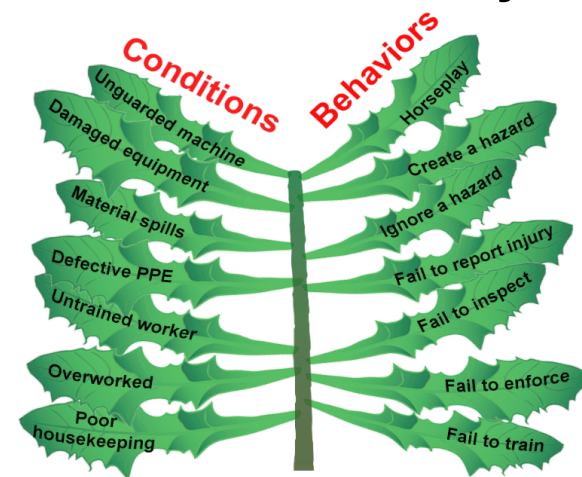 Conditions
Behaviors
Unguarded machine
Damaged equipment
Material spills
Defective PPE
Untrained worker
Overworked
Poor
housekeeping
Horseplay
Create a hazard
Ignore a hazard
Fail to report injury
Fail to inspect
Fail to enforce
Fail to train